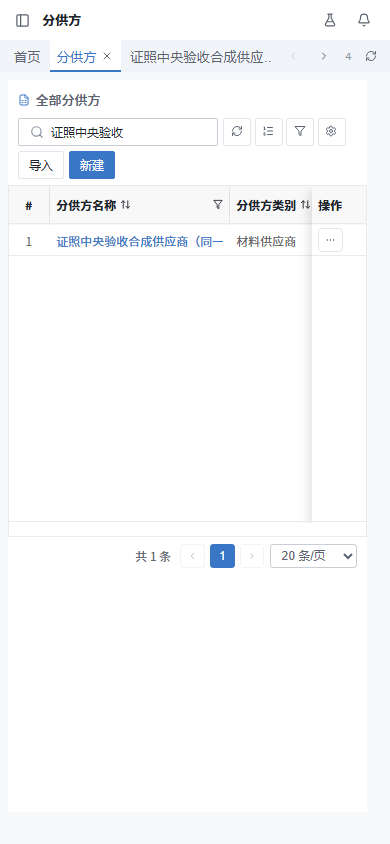 分供方
首页 分供方 证照中央验收合成供应.. 4
全部分供方
证照中央验收
导入 新建
# 分供方名称 分供方类别 操作
1 证照中央验收合成供应商（同一 材料供应商 ...
共 1 条 1 20 条/页